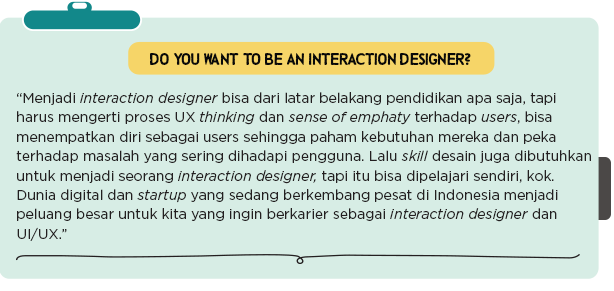 DO YOU WANT TO BE AN INTERACTION DESIGNER?
“Menjadi interaction designer bisa dari latar belakang pendidikan apa saja, tapi
harus mengerti proses UX thinking dan sense of emphaty terhadap users, bisa
menempatkan diri sebagai users sehingga paham kebutuhan mereka dan peka
terhadap masalah yang sering dihadapi pengguna. Lalu skill desain juga dibutuhkan
untuk menjadi seorang interaction designer, tapi itu bisa dipelajari sendiri, kok.
Dunia digital dan startup yang sedang berkembang pesat di Indonesia menjadi
peluang besar untuk kita yang ingin berkarier sebagai interaction designer dan
UI/UX.”